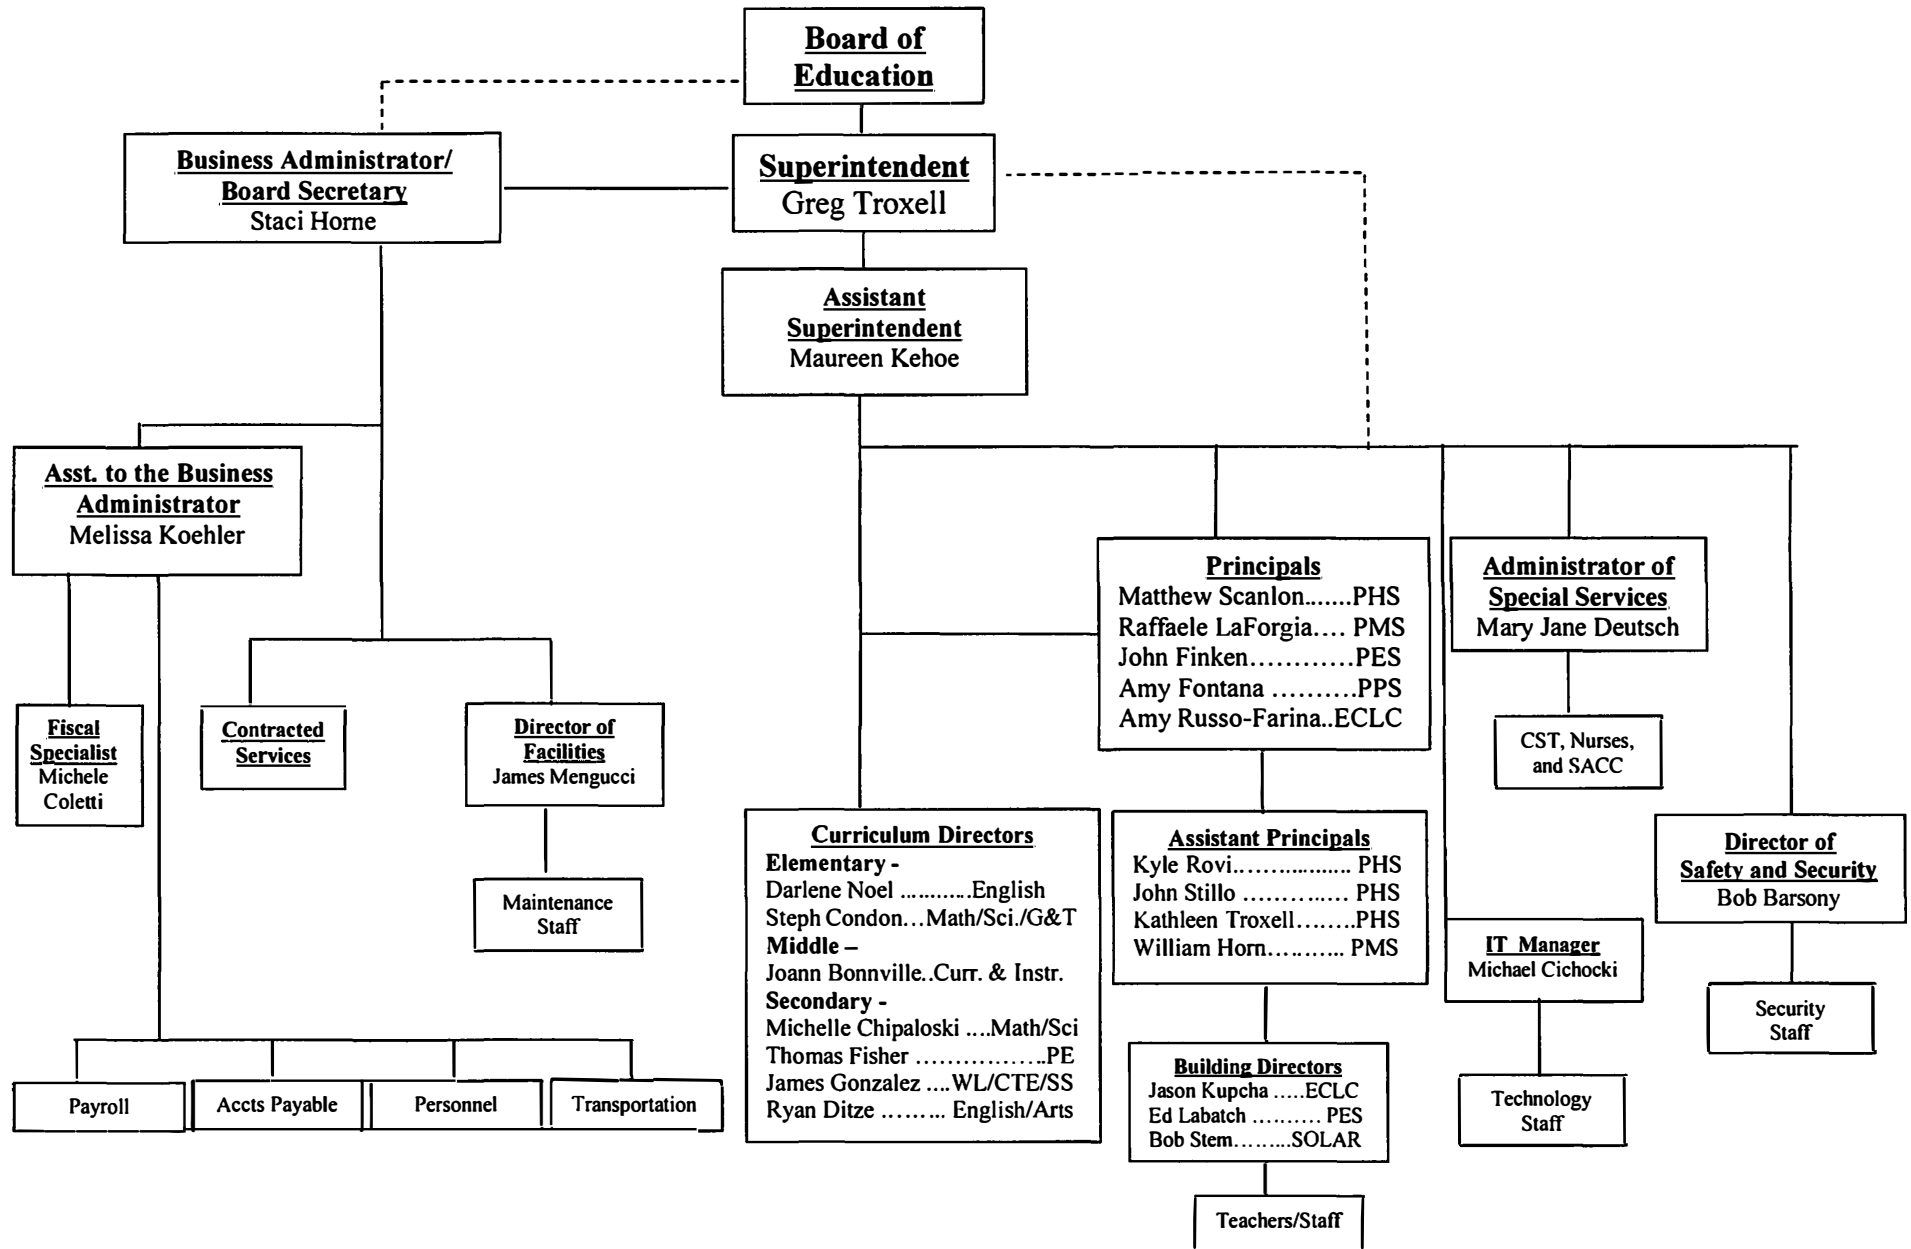 Board of
Education
Business Administrator/
Board Secretary
Staci Horne
Superintendent
Greg Troxell
Assistant
Superintendent
Maureen Kehoe
Asst. to the Business
Administrator
Melissa Koehler
Principals
Matthew Scanlon.......PHS
Raffaele LaForgia.... PMS
John Finken............PES
Amy Fontana ..........PPS
Amy Russo-Farina..ECLC
Administrator of
Special Services
Mary Jane Deutsch
Fiscal
Specialist
Michele
Coletti
Contracted
Services
Director of
Facilities
James Mengucci
CST, Nurses,
and SACC
Maintenance
Staff
Curriculum Directors
Elementary -
Darlene Noel ............English
Steph Condon...Math/Sci./G&T
Middle –
Joann Bonnville..Curr. & Instr.
Secondary -
Michelle Chipaloski ....Math/Sci
Thomas Fisher ................PE
James Gonzalez ....WL/CTE/SS
Ryan Ditze ......... English/Arts
Assistant Principals
Kyle Rovi.................. PHS
John Stillo ............ PHS
Kathleen Troxell........PHS
William Horn........... PMS
Director of
Safety and Security
Bob Barsony
IT Manager
Michael Cichocki
Security
Staff
Building Directors
Jason Kupcha .....ECLC
Ed Labatch .......... PES
Bob Stem.........SOLAR
Technology
Staff
Payroll
Accts Payable
Personnel
Transportation
Teachers/Staff